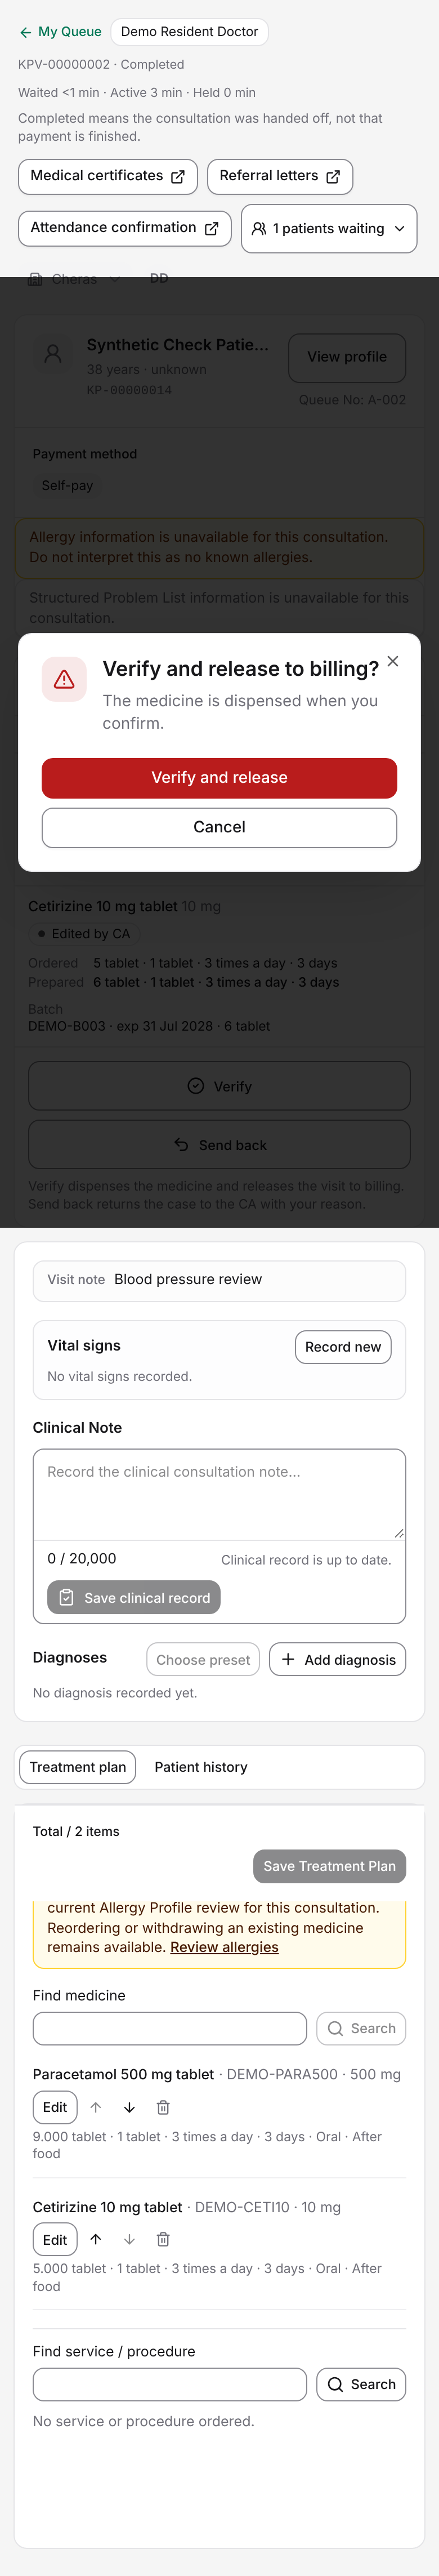 My Queue
Demo Resident Doctor
KPV-00000002 · Completed
Waited <1 min · Active 3 min · Held 0 min
Completed means the consultation was handed off, not that
payment is finished.
Medical certificates
Referral letters
Attendance confirmation
1 patients waiting
Cheras
DD
Synthetic Check Patie...
38 years · unknown
KP-00000014
View profile
Queue No: A-002
Payment method
Self-pay
Allergy information is unavailable for this consultation.
Do not interpret this as no known allergies.
Structured Problem List information is unavailable for this
consultation.
Verify and release to billing?
The medicine is dispensed when you
confirm.
Verify and release
Cancel
Cetirizine 10 mg tablet 10 mg
Edited by CA
Ordered 5 tablet · 1 tablet · 3 times a day · 3 days
Prepared 6 tablet · 1 tablet · 3 times a day · 3 days
Batch
DEMO-B003 · exp 31 Jul 2028 · 6 tablet
Verify
Send back
Verify dispenses the medicine and releases the visit to billing.
Send back returns the case to the CA with your reason.
Visit note Blood pressure review
Vital signs
Record new
No vital signs recorded.
Clinical Note
Record the clinical consultation note...
0 / 20,000
Clinical record is up to date.
Save clinical record
Diagnoses
Choose preset
Add diagnosis
No diagnosis recorded yet.
Treatment plan
Patient history
Total / 2 items
Save Treatment Plan
current Allergy Profile review for this consultation.
Reordering or withdrawing an existing medicine
remains available. Review allergies
Find medicine
Search
Paracetamol 500 mg tablet · DEMO-PARA500 · 500 mg
Edit
9.000 tablet · 1 tablet · 3 times a day · 3 days · Oral · After
food
Cetirizine 10 mg tablet · DEMO-CETI10 · 10 mg
Edit
5.000 tablet · 1 tablet · 3 times a day · 3 days · Oral · After
food
Find service / procedure
Search
No service or procedure ordered.